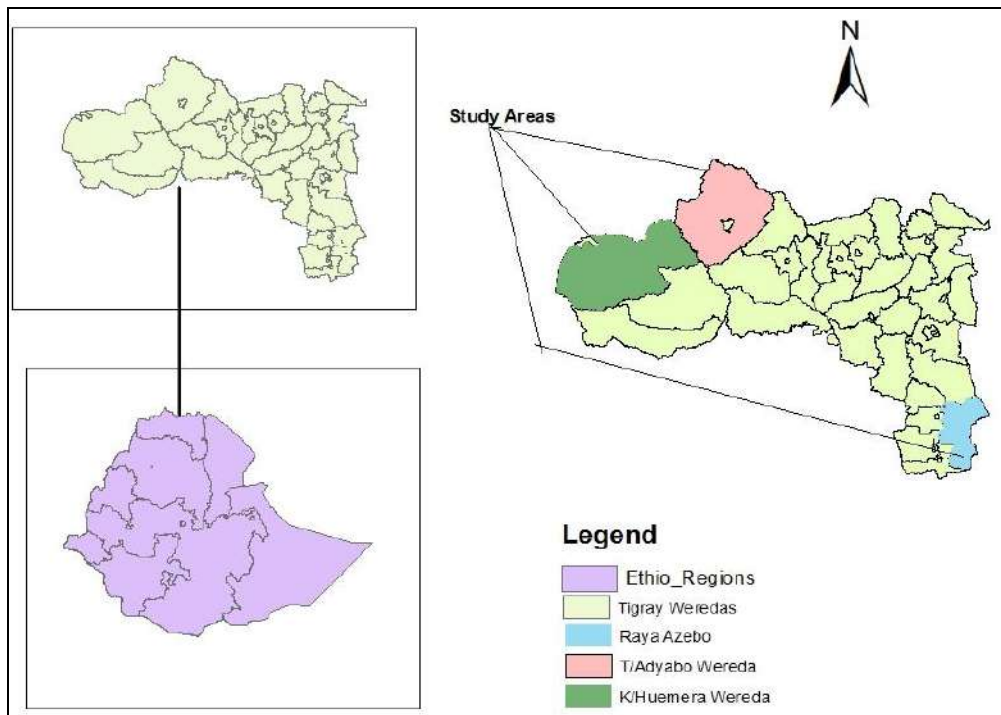 N
Study Areas
Legend
Ethio_Regions
Tigray Weredas
Raya Azebo
T/Adyabo Wereda
K/Huemera Wereda